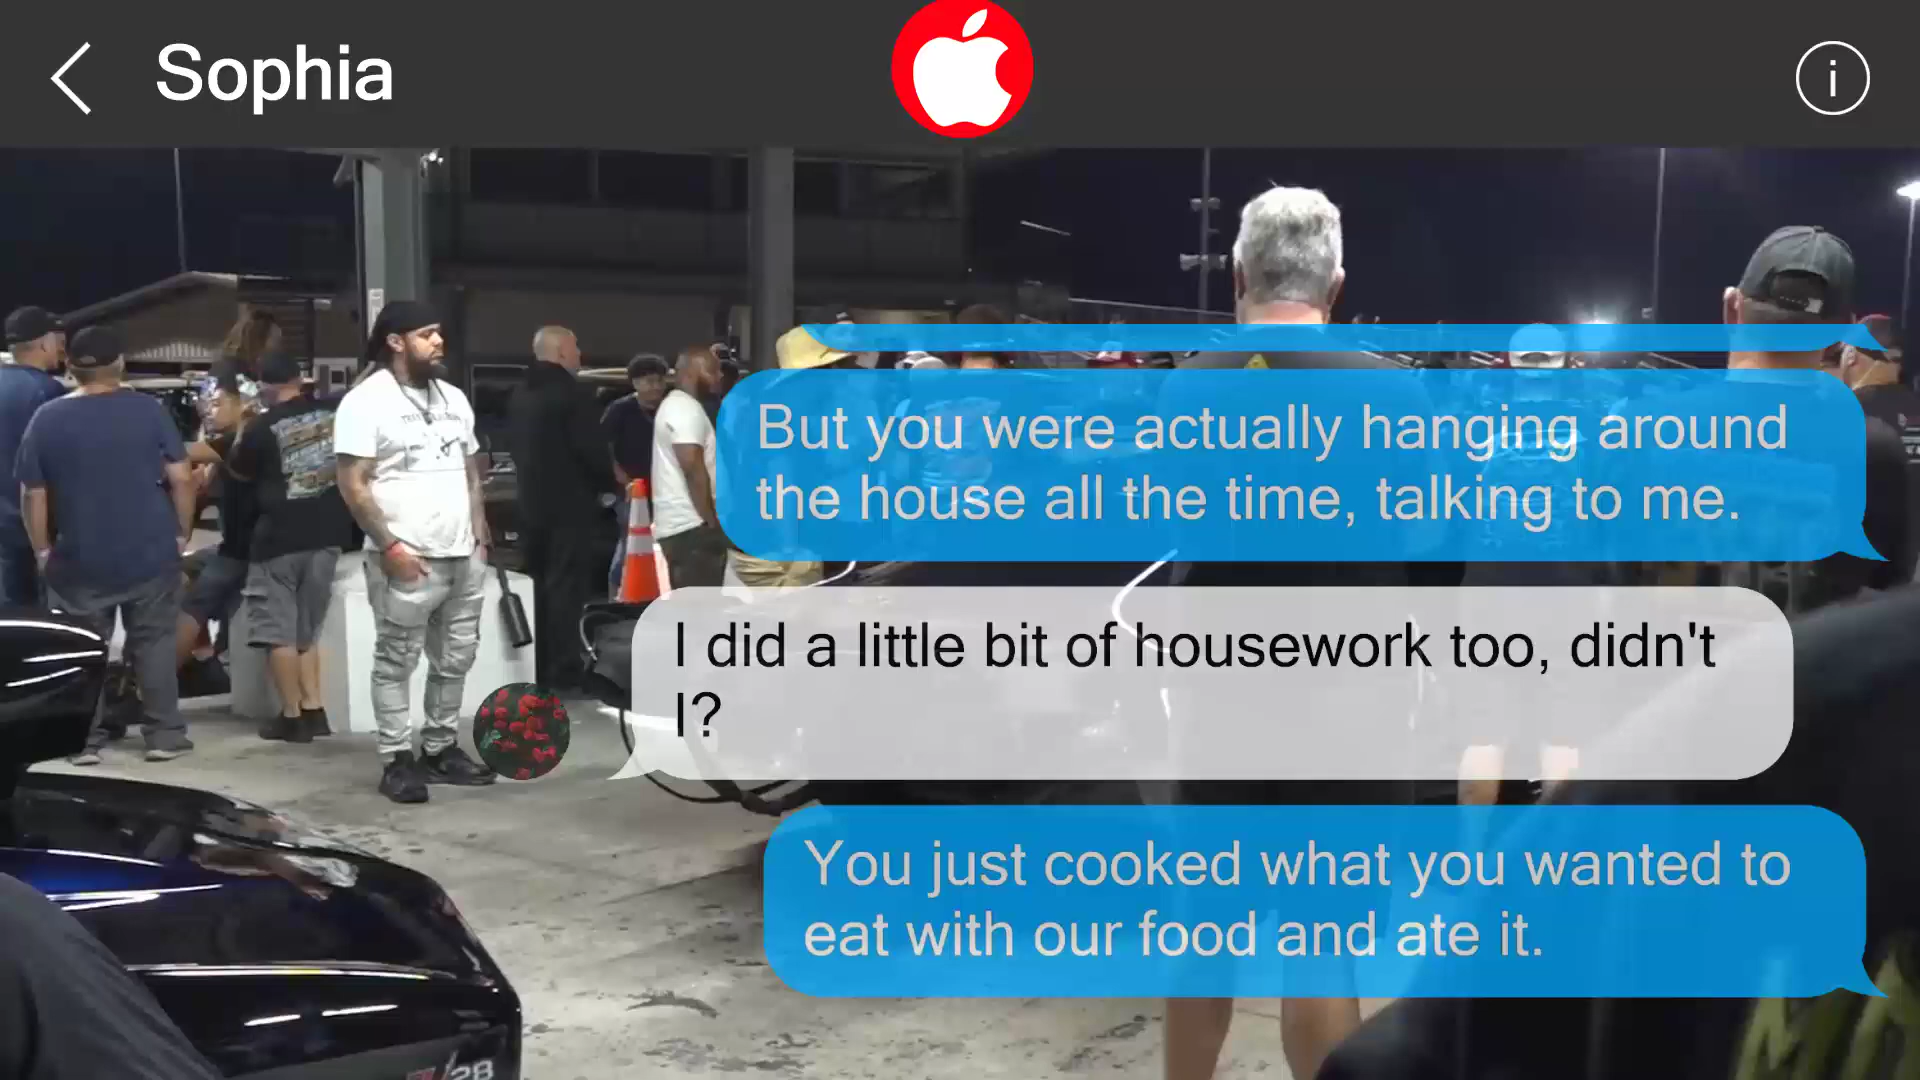 Sophia
But you were actually hanging around
the house all the time, talking to me.
I did a little bit of housework too, didn't
I?
You just cooked what you wanted to
eat with our food and ate it.
/28